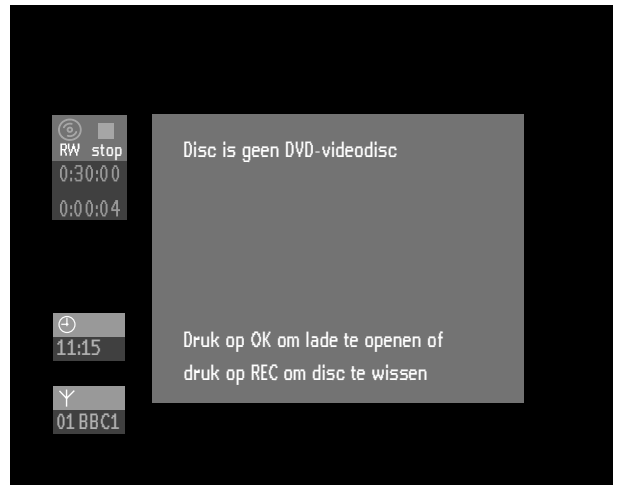 RW stop
0:30:00
0:00:04
Disc is geen DVD-videodisc
11:15
Druk op OK om lade te openen of
druk op REC om disc te wissen
01 BBC1